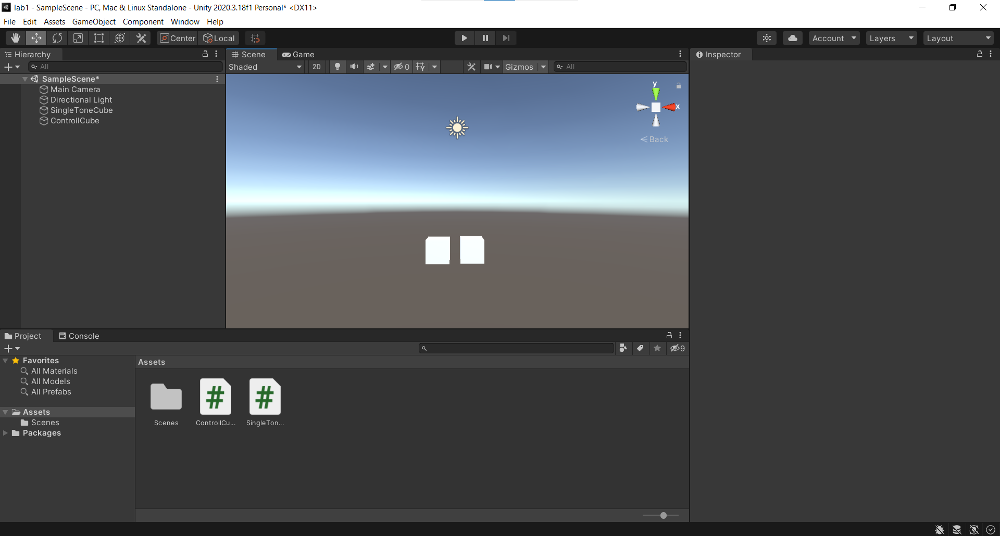 lab1 - SampleScene - PC, Mac & Linux Standalone - Unity 2020.3.18f1 Personal* <DX11>
File Edit Assets GameObject Component Window Help
Center Local Account Layers Layout
Hierarchy
All
SampleScene*
Main Camera
Directional Light
SingleToneCube
ControllCube
Scene Game
Shaded 2D 0 Gizmos All
y
x
Back
Inspector
Project Console
9
Favorites
All Materials
All Models
All Prefabs
Assets
Scenes
Packages
Assets
Scenes ControllCu... SingleTon...